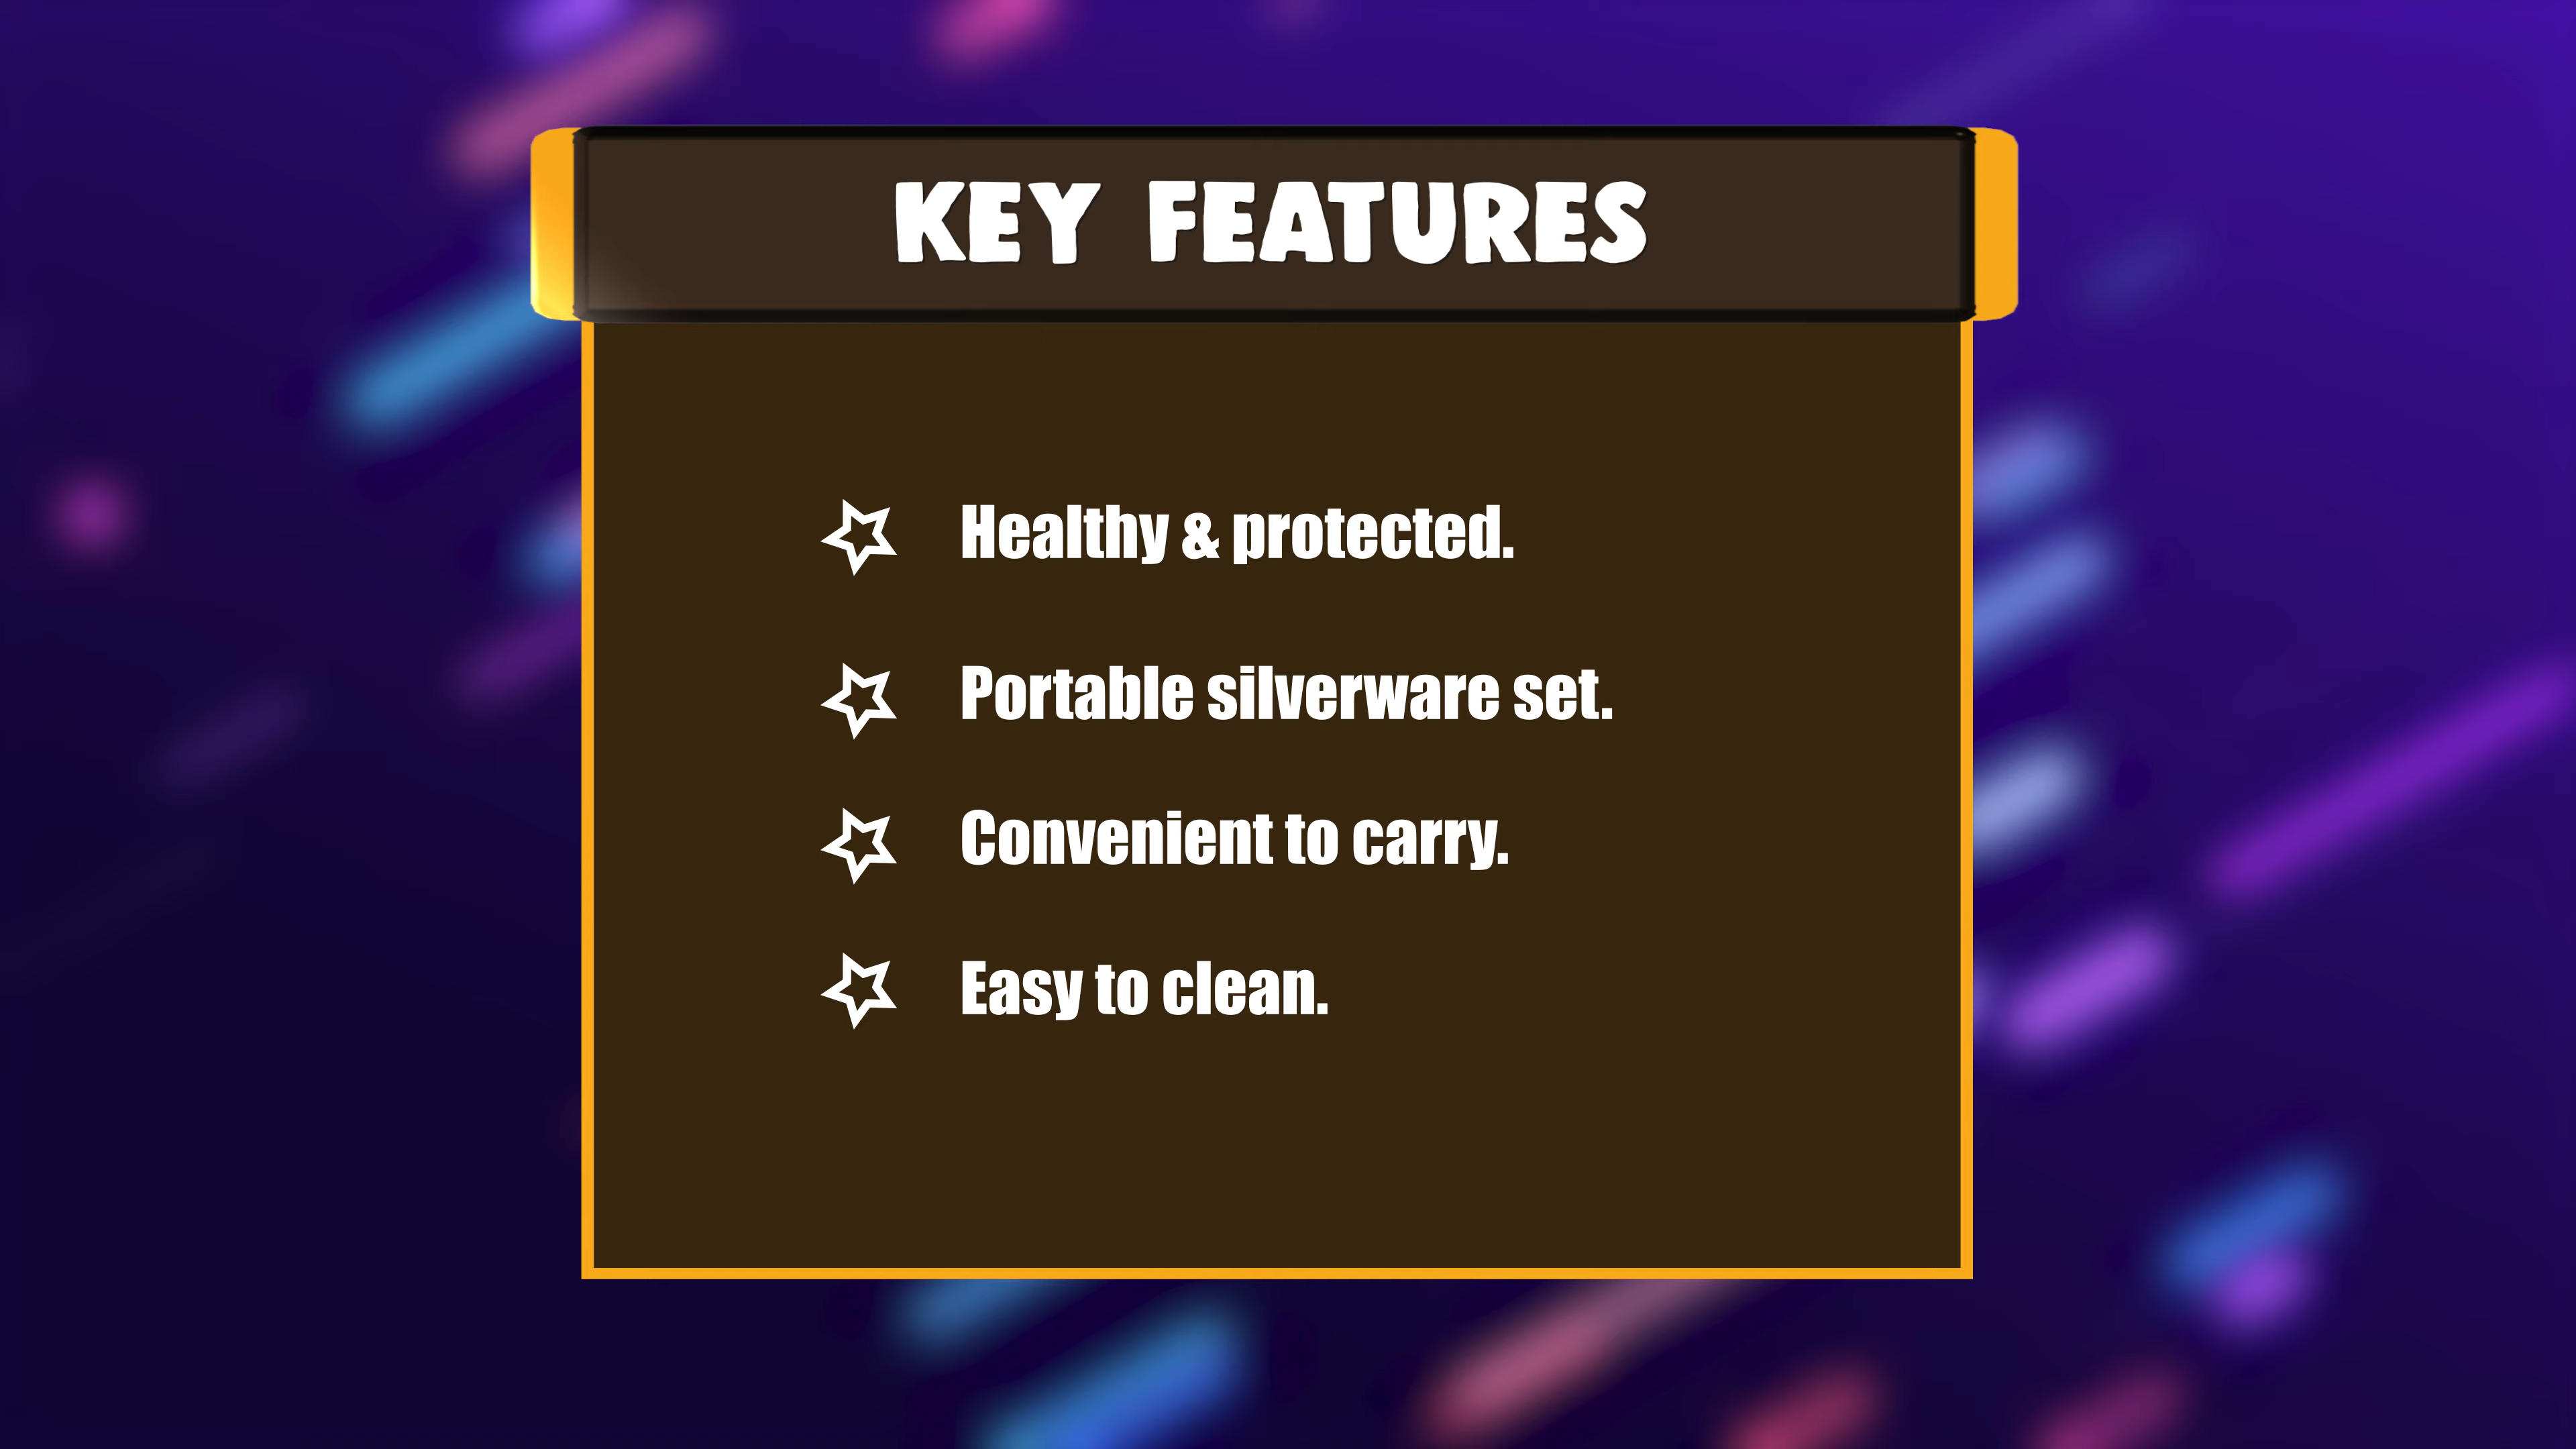 KEY FEATURES
Healthy & protected.
Portable silverware set.
Convenient to carry.
Easy to clean.